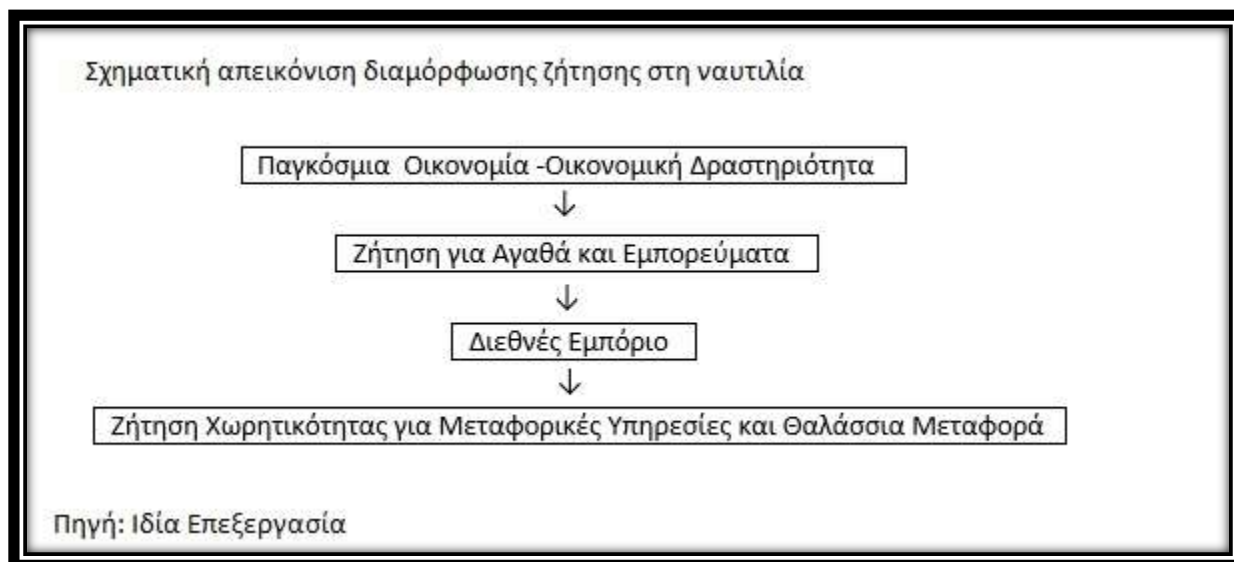 Σχηματική απεικόνιση διαμόρφωσης ζήτησης στη ναυτιλία
Παγκόσμια Οικονομία -Οικονομική Δραστηριότητα
↓
Ζήτηση για Αγαθά και Εμπορεύματα
↓
Διεθνές Εμπόριο
↓
Ζήτηση Χωρητικότητας για Μεταφορικές Υπηρεσίες και Θαλάσσια Μεταφορά
Πηγή: Ιδία Επεξεργασία